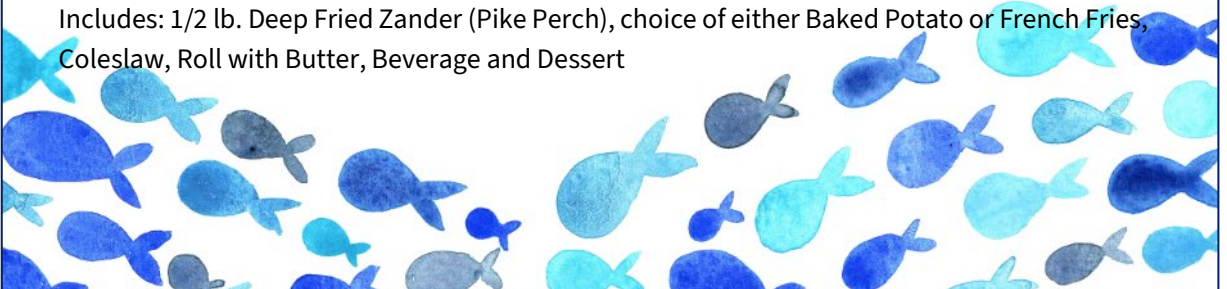 Includes: 1/2 lb. Deep Fried Zander (Pike Perch), choice of either Baked Potato or French Fries,
Coleslaw, Roll with Butter, Beverage and Dessert